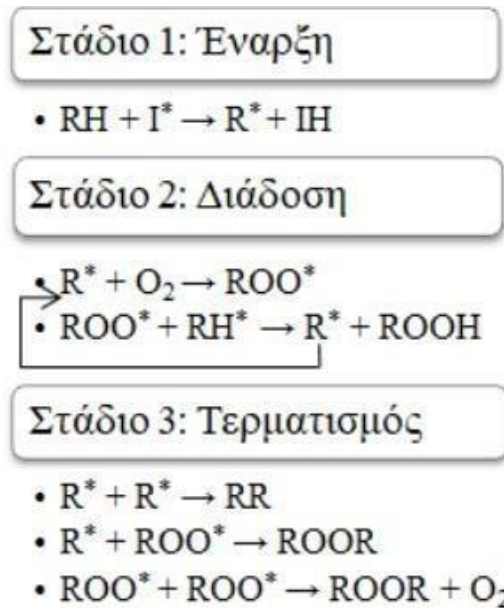 Στάδιο 1: Έναρξη
• RH + I* → R* + IH
Στάδιο 2: Διάδοση
• R* + O₂ → ROO*
• ROO* + RH* → R* + ROOH
Στάδιο 3: Τερματισμός
• R* + R* → RR
• R* + ROO* → ROOR
• ROO* + ROO* → ROOR + O₂